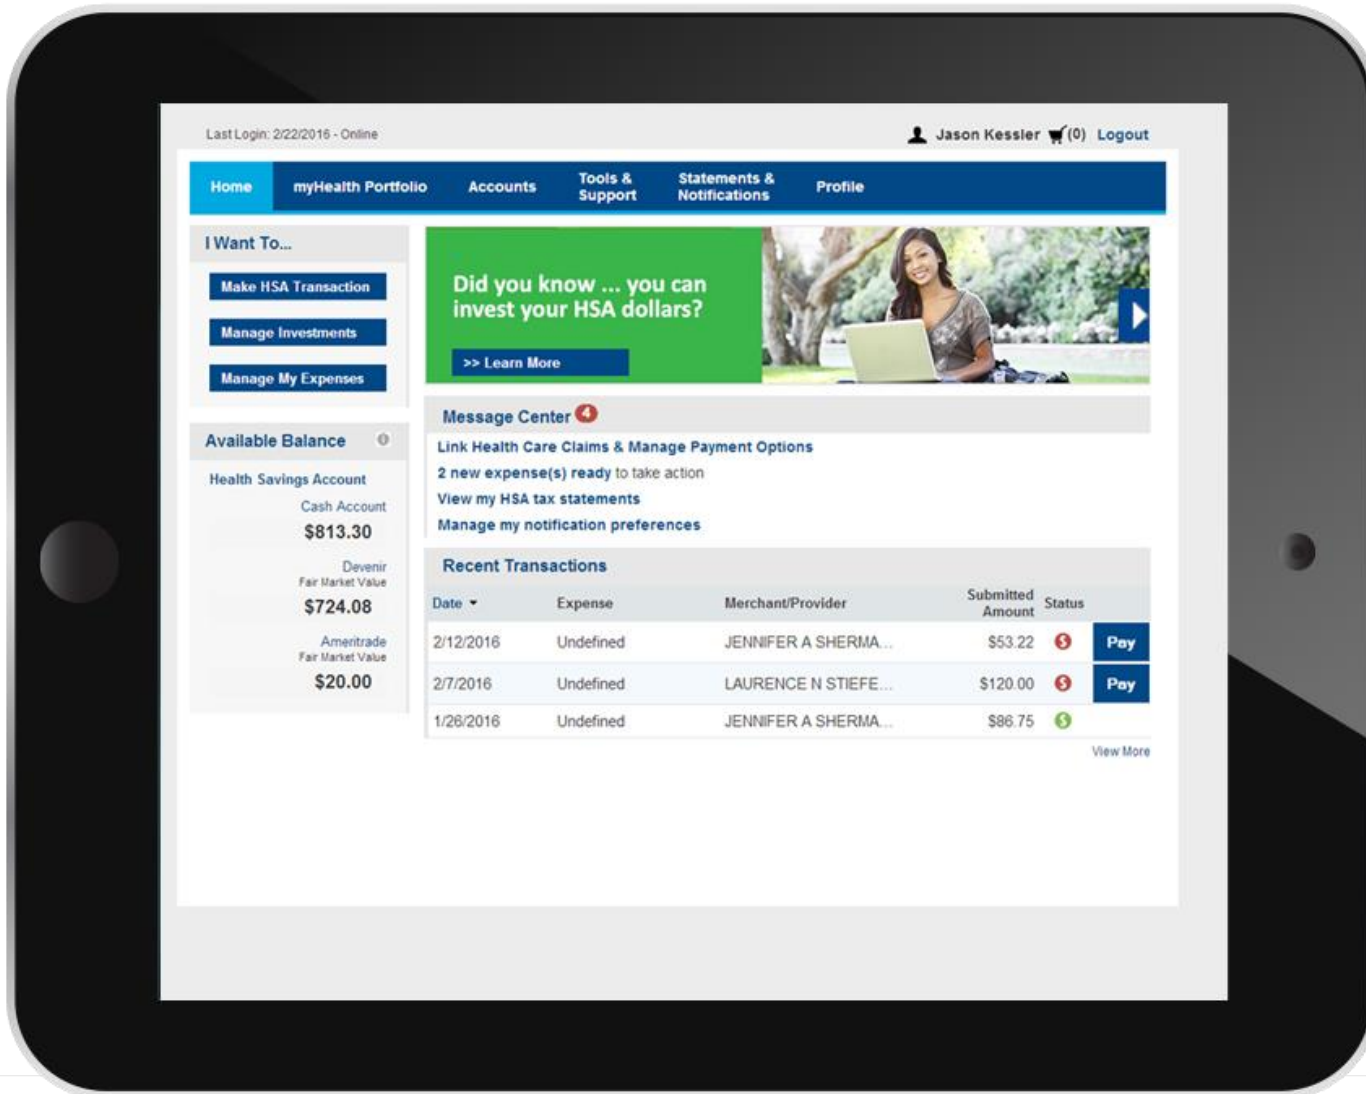 Last Login: 2/22/2016 - Online
Jason Kessler (0) Logout
Home
myHealth Portfolio
Accounts
Tools &
Support
Statements &
Notifications
Profile
I Want To...
Make HSA Transaction
Manage Investments
Manage My Expenses
Available Balance
Health Savings Account
Cash Account
$813.30
Devenir
Fair Market Value
$724.08
Ameritrade
Fair Market Value
$20.00
Did you know ... you can
invest your HSA dollars?
>> Learn More
Message Center 4
Link Health Care Claims & Manage Payment Options
2 new expense(s) ready to take action
View my HSA tax statements
Manage my notification preferences
Recent Transactions
Date Expense Merchant/Provider Submitted Amount Status
2/12/2016 Undefined JENNIFER A SHERMA... $53.22 $ Pay
2/7/2016 Undefined LAURENCE N STIEFE... $120.00 $ Pay
1/26/2016 Undefined JENNIFER A SHERMA... $86.75 $
View More